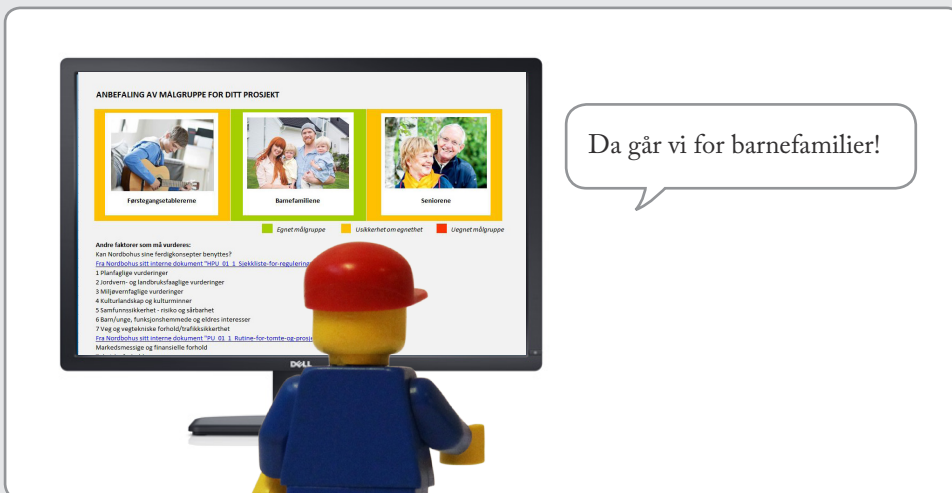 ANBEFALING AV MÅLGRUPPE FOR DITT PROSJEKT
Førstegangsetablererne
Barnefamiliene
Seniorene
Egnet målgruppe
Usikkerhet om egnethet
Uegnet målgruppe
Andre faktorer som må vurderes:
Kan Nordbohus sine ferdigkonsepter benyttes?
Fra Nordbohus sitt interne dokument "HPU_01_1_Sjekkliste-for-regulering
1 Planfaglige vurderinger
2 Jordvern- og landbruksfaaglige vurderinger
3 Miljøvernfaglige vurderinger
4 Kulturlandskap og kulturminner
5 Samfunnssikkerhet - risiko og sårbarhet
6 Barn/unge, funksjonshemmede og eldres interesser
7 Veg og vegtekniske forhold/trafikksikkerthet
Fra Nordbohus sitt interne dokument "PU_01_1_Rutine-for-tomte-og-prosje
Markedsmessige og finansielle forhold
DELL
Da går vi for barnefamilier!